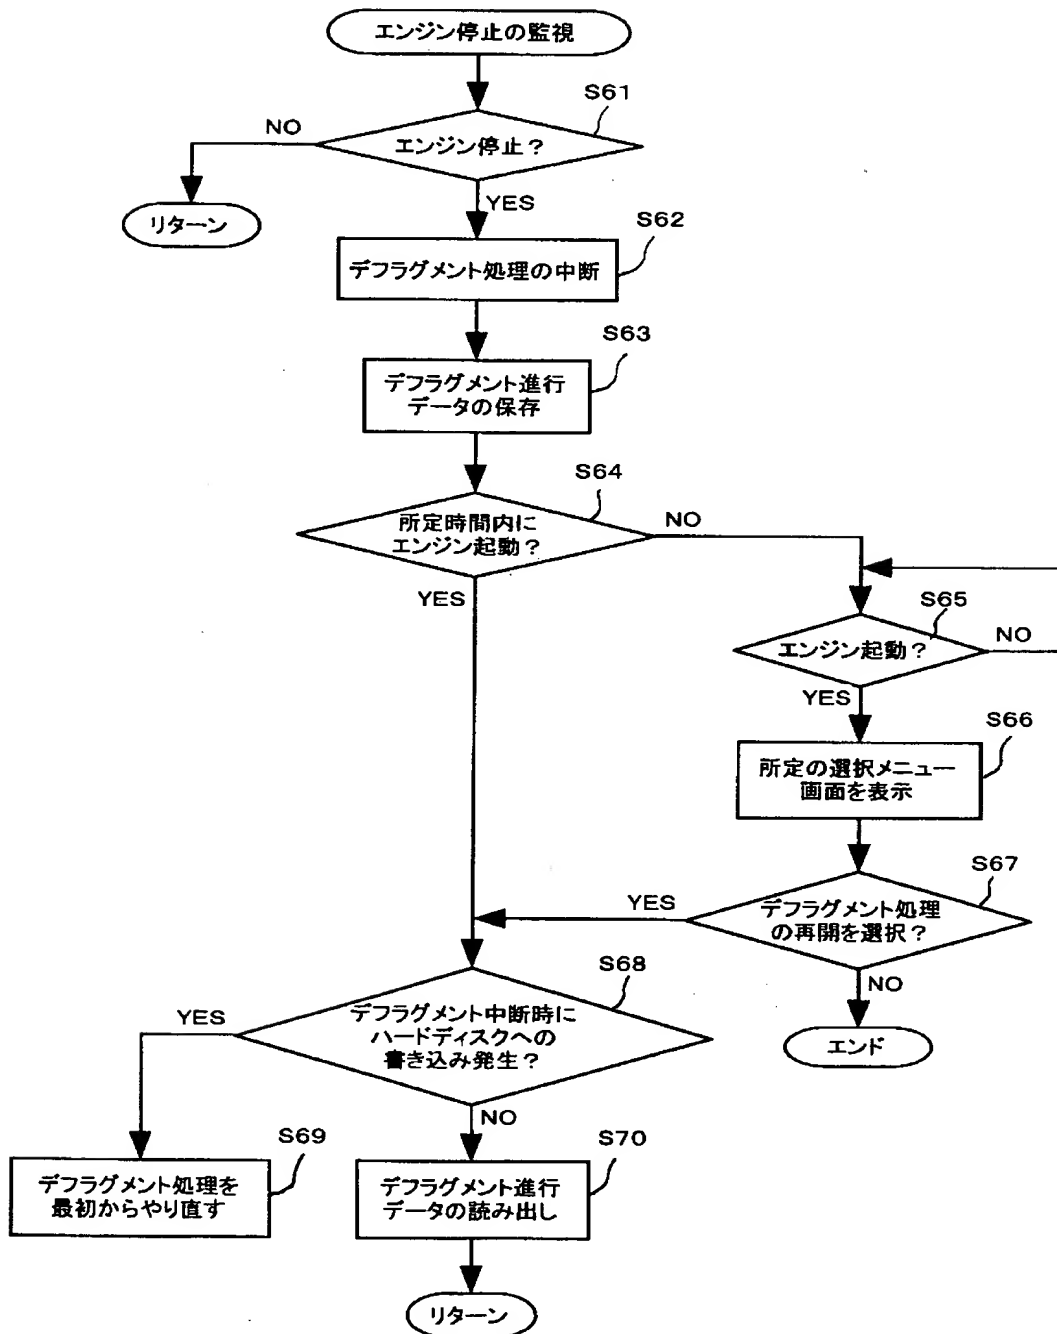 エンジン停止の監視
S61
NO
エンジン停止？
リターン
YES
S62
デフラグメント処理の中断
S63
デフラグメント進行
データの保存
S64
所定時間内に
エンジン起動？
NO
YES
S65
エンジン起動？
NO
YES
S66
所定の選択メニュー
画面を表示
S67
YES
デフラグメント処理
の再開を選択？
NO
エンド
S68
YES
デフラグメント中断時に
ハードディスクへの
書き込み発生？
NO
S69
デフラグメント処理を
最初からやり直す
S70
デフラグメント進行
データの読み出し
リターン